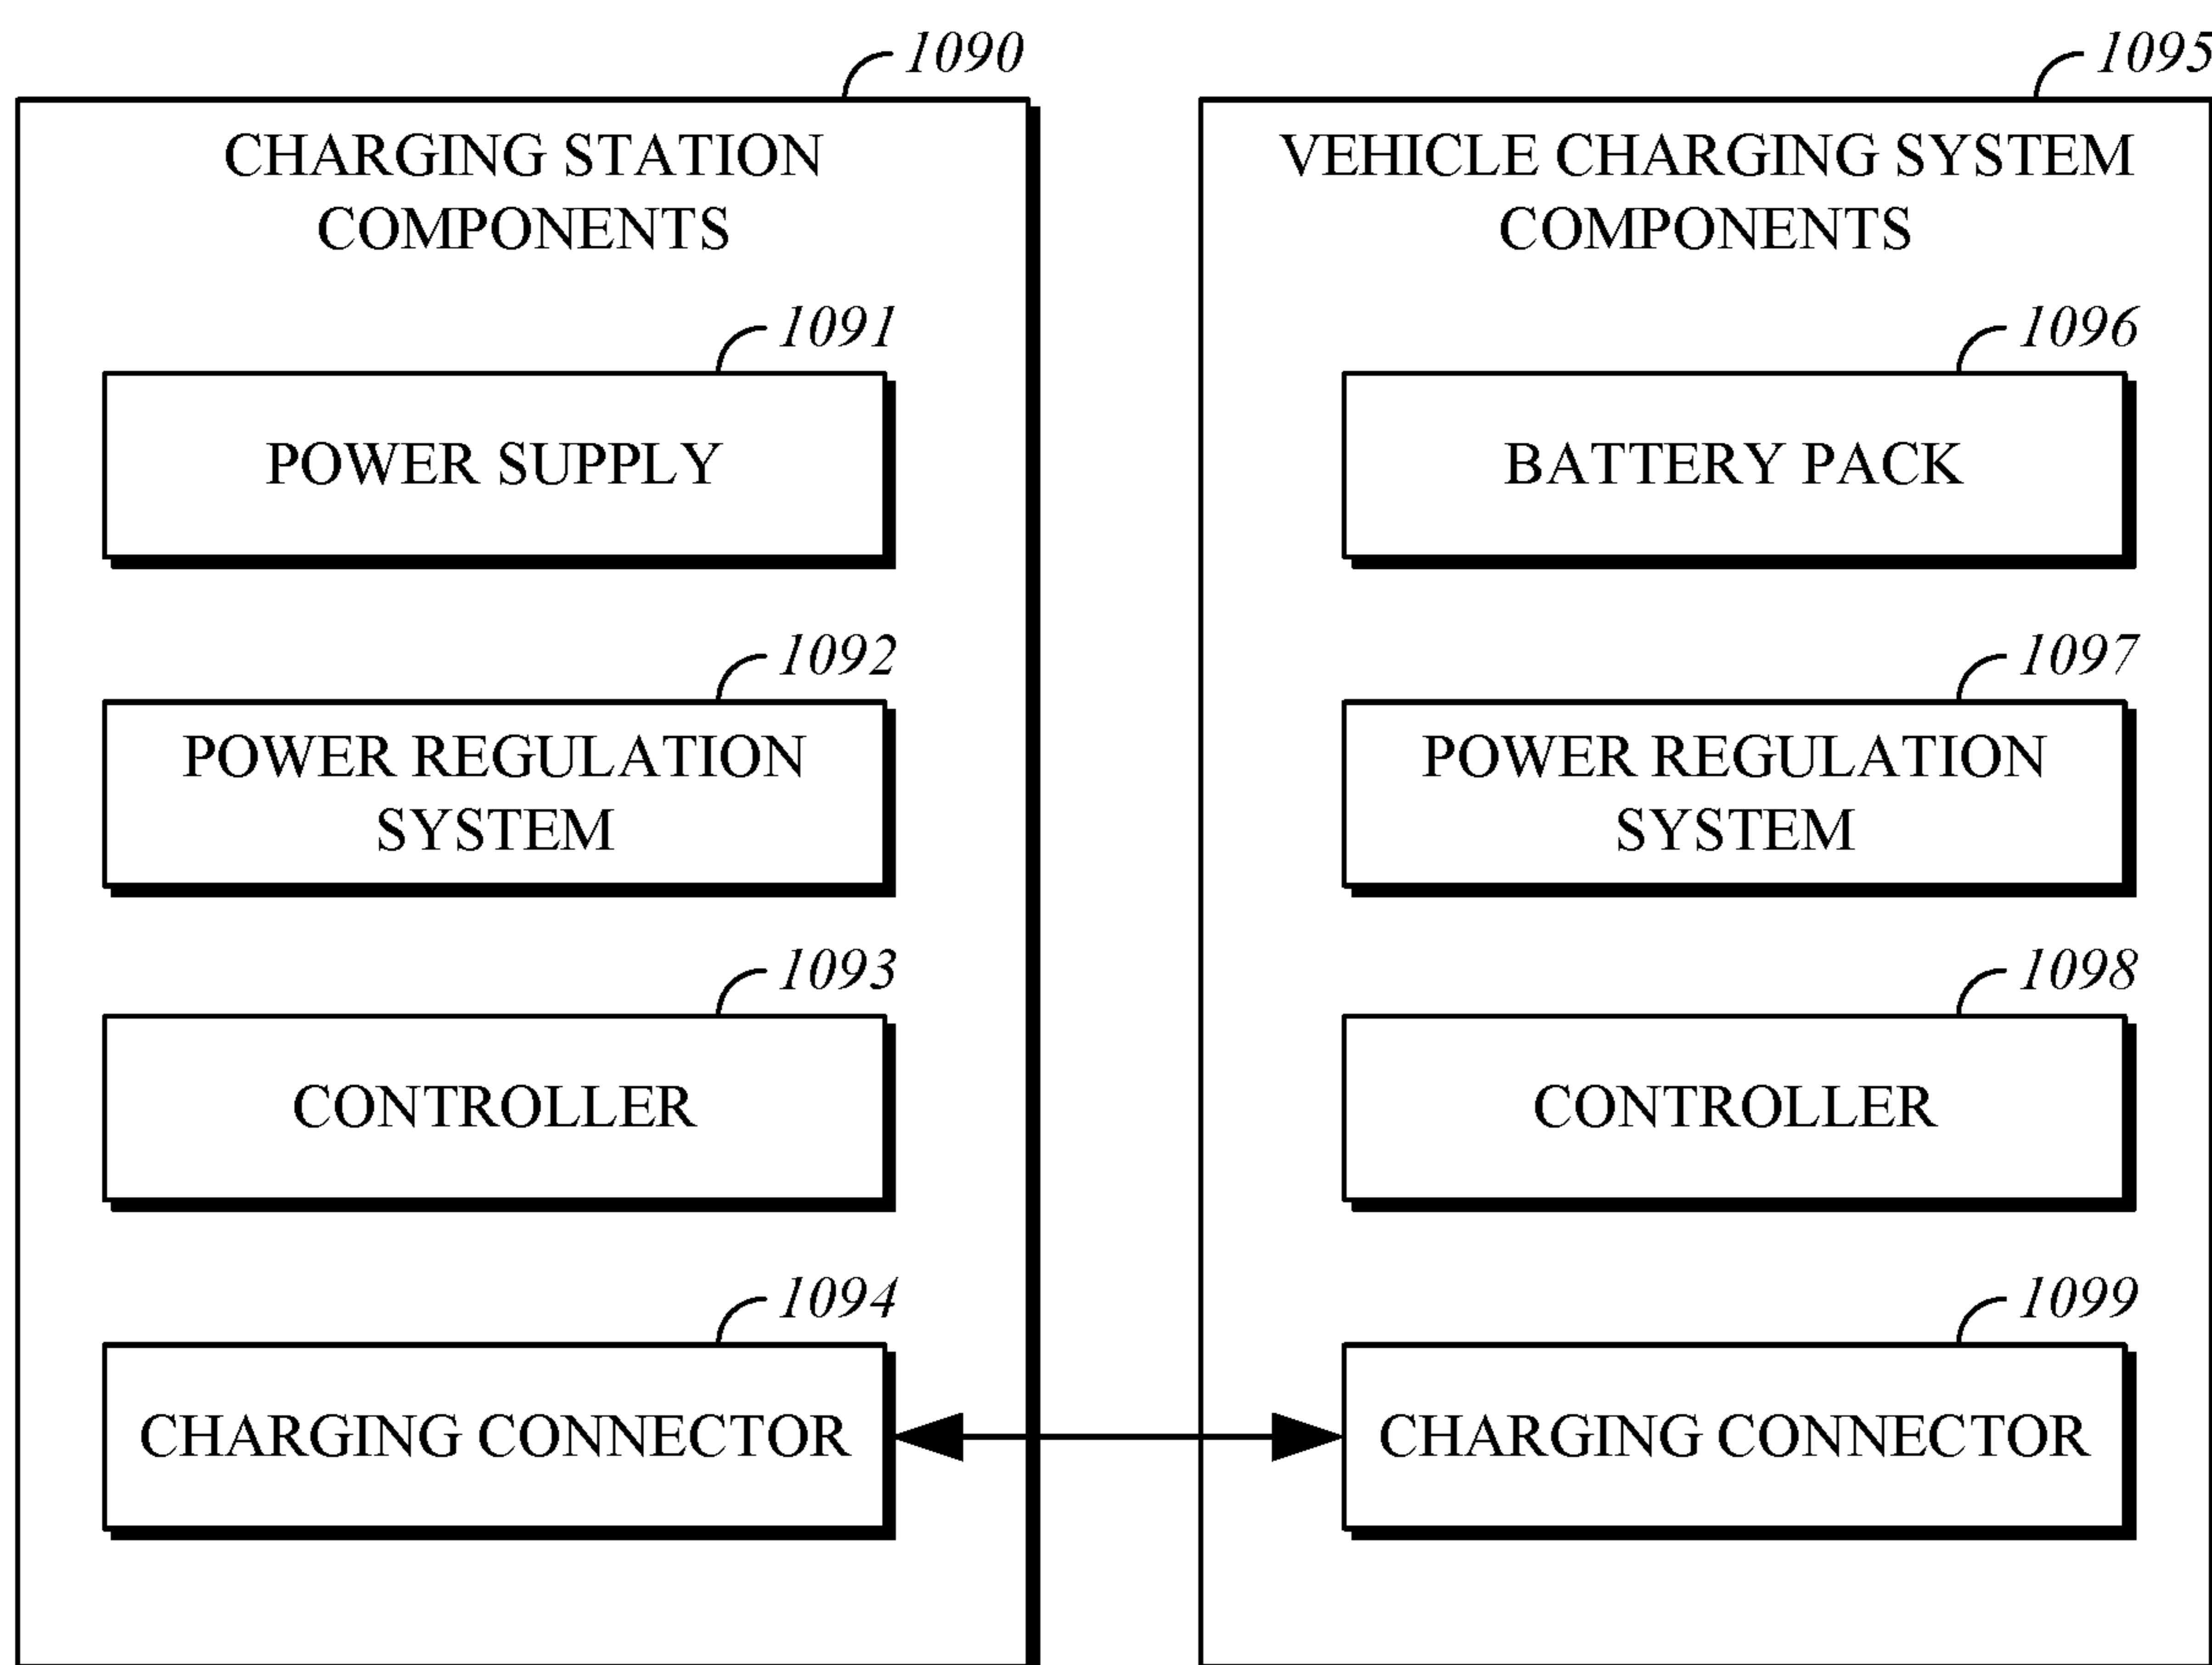 1090
CHARGING STATION
COMPONENTS
1091
POWER SUPPLY
1092
POWER REGULATION
SYSTEM
1093
CONTROLLER
1094
CHARGING CONNECTOR
1095
VEHICLE CHARGING SYSTEM
COMPONENTS
1096
BATTERY PACK
1097
POWER REGULATION
SYSTEM
1098
CONTROLLER
1099
CHARGING CONNECTOR